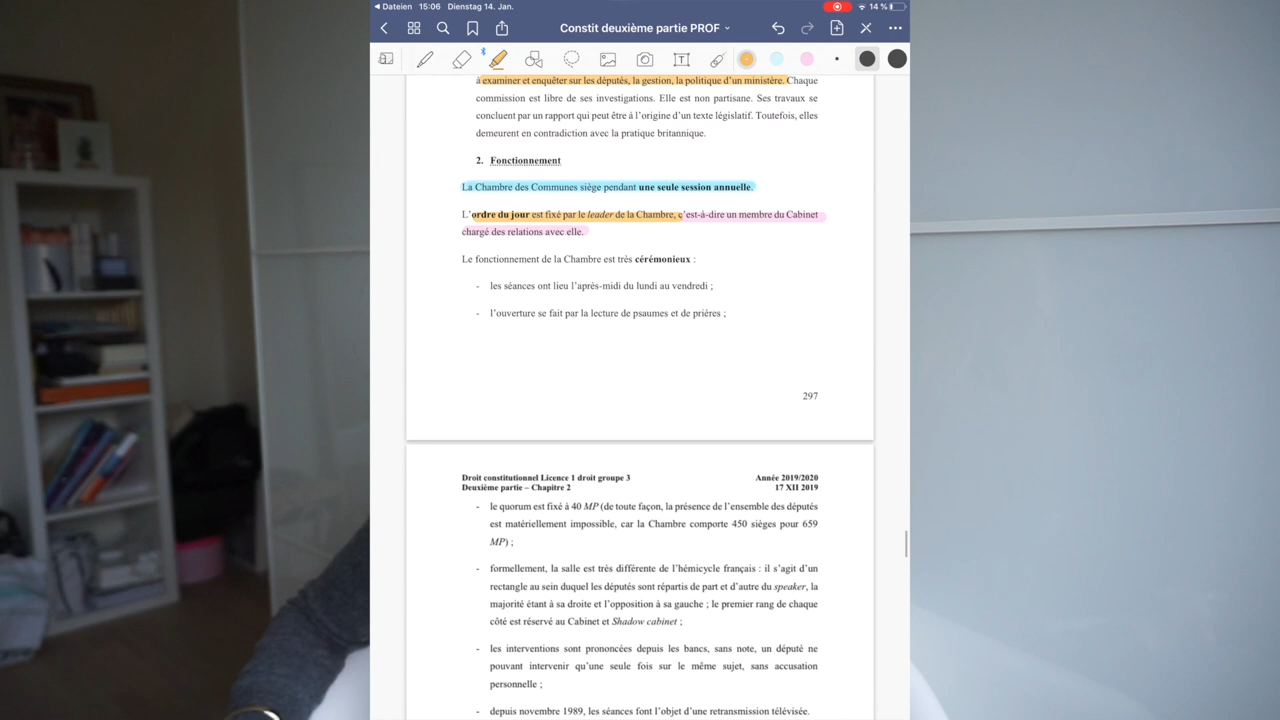 Dateien 15:06 Dienstag 14. Jan. 14 %
Constit deuxième partie PROF
T
à examiner et enquêter sur les députés, la gestion, la politique d'un ministère. Chaque
commission est libre de ses investigations. Elle est non partisane. Ses travaux se
concluent par un rapport qui peut être à l'origine d'un texte législatif. Toutefois, elles
demeurent en contradiction avec la pratique britannique.
2. Fonctionnement
La Chambre des Communes siège pendant une seule session annuelle.
L'ordre du jour est fixé par le leader de la Chambre, c'est-à-dire un membre du Cabinet
chargé des relations avec elle.
Le fonctionnement de la Chambre est très cérémonieux :
- les séances ont lieu l'après-midi du lundi au vendredi ;
- l'ouverture se fait par la lecture de psaumes et de prières ;
297
Droit constitutionnel Licence 1 droit groupe 3 Année 2019/2020
Deuxième partie – Chapitre 2 17 XII 2019
- le quorum est fixé à 40 MP (de toute façon, la présence de l'ensemble des députés
est matériellement impossible, car la Chambre comporte 450 sièges pour 659
MP) ;
- formellement, la salle est très différente de l'hémicycle français : il s'agit d'un
rectangle au sein duquel les députés sont répartis de part et d'autre du speaker, la
majorité étant à sa droite et l'opposition à sa gauche ; le premier rang de chaque
côté est réservé au Cabinet et Shadow cabinet ;
- les interventions sont prononcées depuis les bancs, sans note, un député ne
pouvant intervenir qu'une seule fois sur le même sujet, sans accusation
personnelle ;
- depuis novembre 1989, les séances font l'objet d'une retransmission télévisée.